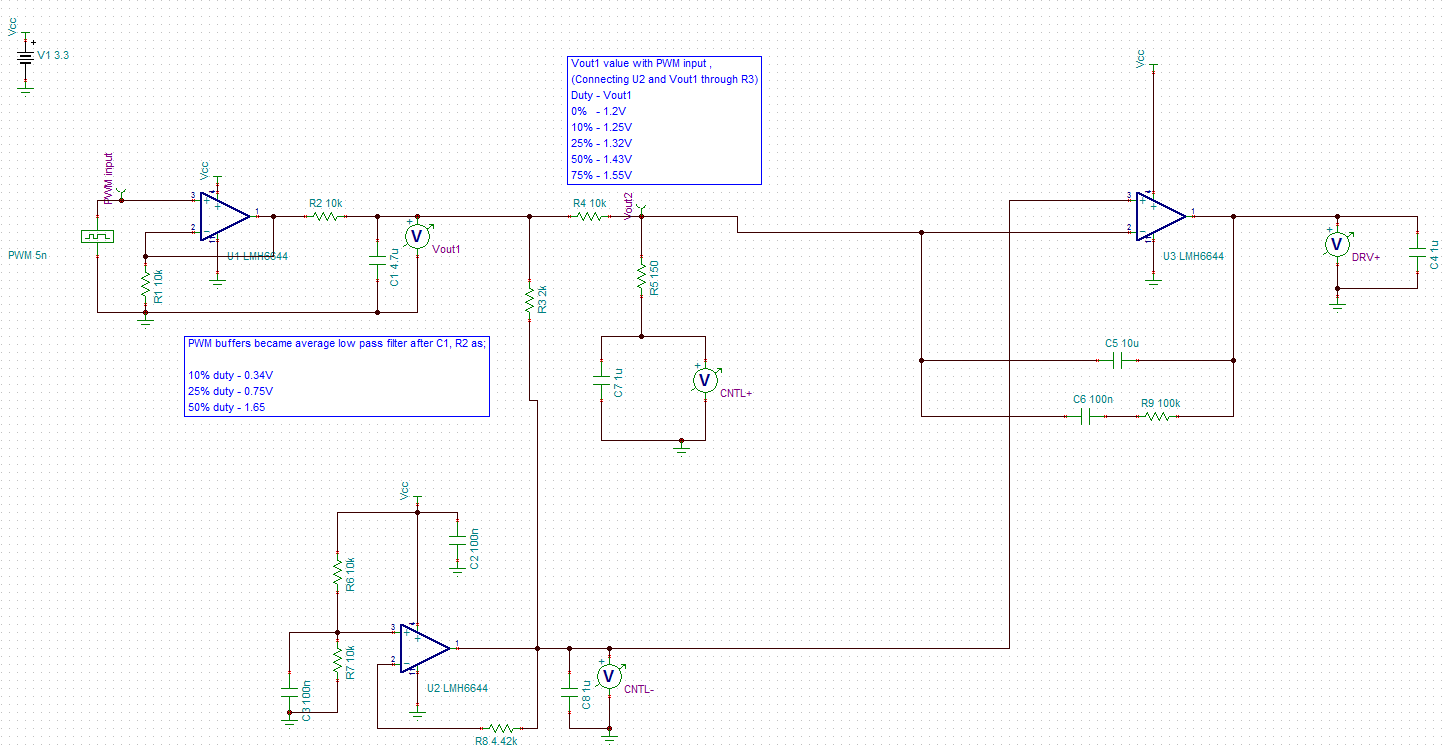 Vcc
V1 3.3
Vout1 value with PWM input ,
(Connecting U2 and Vout1 through R3)
Duty - Vout1
0% - 1.2V
10% - 1.25V
25% - 1.32V
50% - 1.43V
75% - 1.55V
Vcc
PWM input
Vcc
3
2
1
U1 LMH6644
PWM 5n
R1 10k
R2 10k
C1 4.7u
V
Vout1
R3 2k
R4 10k
Vout2
R5 150
C7 1u
V
CNTL+
3
2
1
U3 LMH6644
V
DRV+
C4 1u
C5 10u
C6 100n
R9 100k
PWM buffers became average low pass filter after C1, R2 as;
10% duty - 0.34V
25% duty - 0.75V
50% duty - 1.65
Vcc
C2 100n
R6 10k
R7 10k
C3 100n
3
2
1
U2 LMH6644
R8 4.42k
C8 1u
V
CNTL-